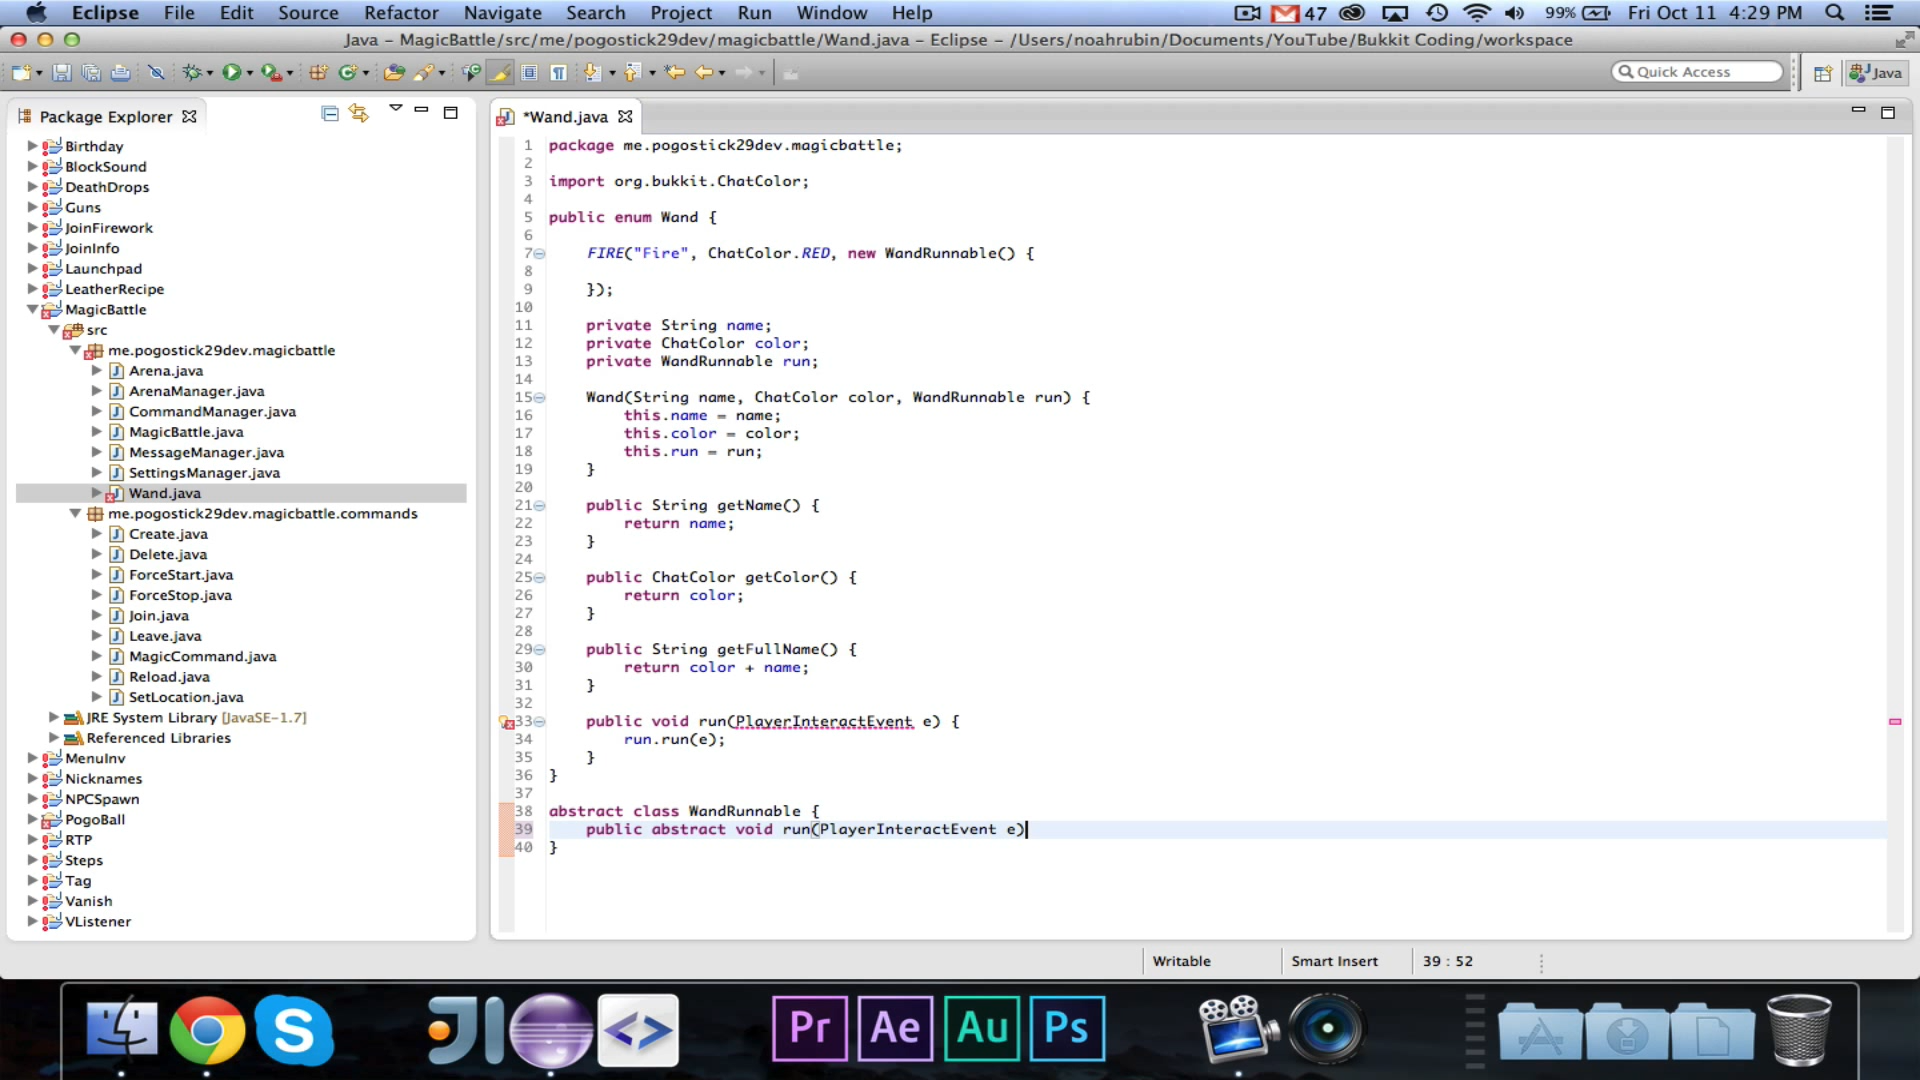 Eclipse File Edit Source Refactor Navigate Search Project Run Window Help 47 99% Fri Oct 11 4:29 PM
Java – MagicBattle/src/me/pogostick29dev/magicbattle/Wand.java – Eclipse – /Users/noahrubin/Documents/YouTube/Bukkit Coding/workspace
Quick Access
Java
Package Explorer
Birthday
BlockSound
DeathDrops
Guns
JoinFirework
JoinInfo
Launchpad
LeatherRecipe
MagicBattle
src
me.pogostick29dev.magicbattle
Arena.java
ArenaManager.java
CommandManager.java
MagicBattle.java
MessageManager.java
SettingsManager.java
Wand.java
me.pogostick29dev.magicbattle.commands
Create.java
Delete.java
ForceStart.java
ForceStop.java
Join.java
Leave.java
MagicCommand.java
Reload.java
SetLocation.java
JRE System Library [JavaSE-1.7]
Referenced Libraries
MenuInv
Nicknames
NPCSpawn
PogoBall
RTP
Steps
Tag
Vanish
VListener
*Wand.java
1 package me.pogostick29dev.magicbattle;
2
3 import org.bukkit.ChatColor;
4
5 public enum Wand {
6
7 FIRE("Fire", ChatColor.RED, new WandRunnable() {
8
9 });
10
11 private String name;
12 private ChatColor color;
13 private WandRunnable run;
14
15 Wand(String name, ChatColor color, WandRunnable run) {
16 this.name = name;
17 this.color = color;
18 this.run = run;
19 }
20
21 public String getName() {
22 return name;
23 }
24
25 public ChatColor getColor() {
26 return color;
27 }
28
29 public String getFullName() {
30 return color + name;
31 }
32
33 public void run(PlayerInteractEvent e) {
34 run.run(e);
35 }
36 }
37
38 abstract class WandRunnable {
39 public abstract void run(PlayerInteractEvent e)
40 }
Writable Smart Insert 39 : 52
S
Pr
Ae
Au
Ps